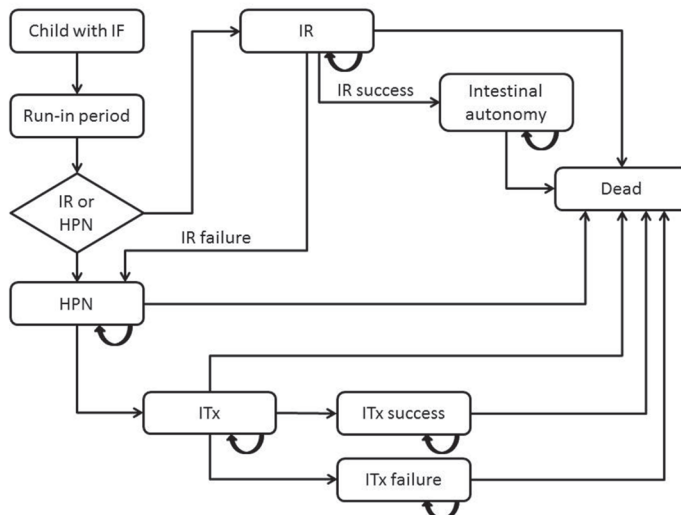 Child with IF
IR
IR success
Intestinal
autonomy
Run-in period
Dead
IR or
HPN
IR failure
HPN
ITx
ITx success
ITx failure